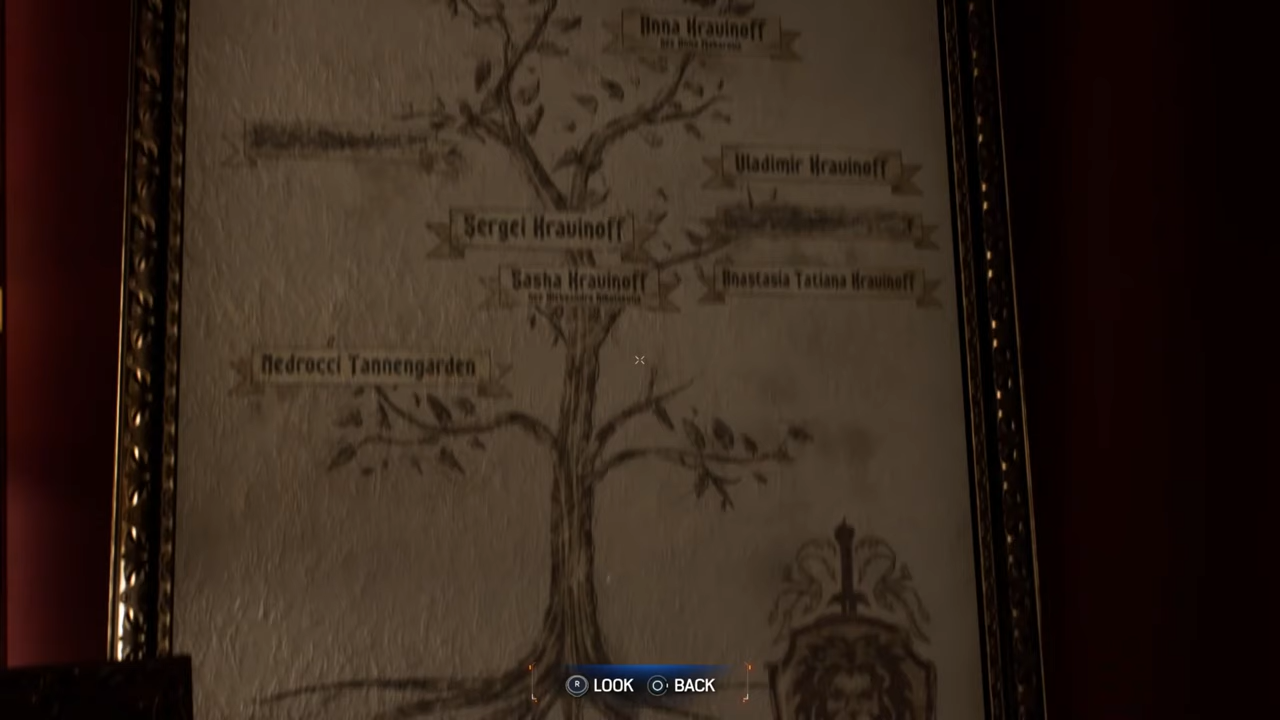 Anna Kravinoff
Vladimir Kravinoff
Sergei Kravinoff
Sasha Kravinoff
Anastasia Tatiana Kravinoff
Nedrocci Tannengarden
R LOOK BACK